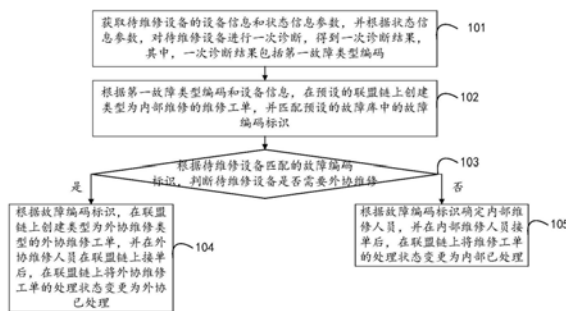 获取待维修设备的设备信息和状态信息参数，并根据状态信
息参数，对待维修设备进行一次诊断，得到一次诊断结果，
其中，一次诊断结果包括第一故障类型编码
101
根据第一故障类型编码和设备信息，在预设的联盟链上创建
类型为内部维修的维修工单，并匹配预设的故障库中的故障
编码标识
102
根据待维修设备匹配的故障编码
标识，判断待维修设备是否需要外协维修
103
是
否
根据故障编码标识，在联盟
链上创建类型为外协维修类
型的外协维修工单，并在外
协维修人员在联盟链上接单
后，在联盟链上将外协维修
工单的处理状态变更为外协
已处理
104
根据故障编码标识确定内部维
修人员，并在内部维修人员接
单后，在联盟链上将维修工单
的处理状态变更为内部已处理
105